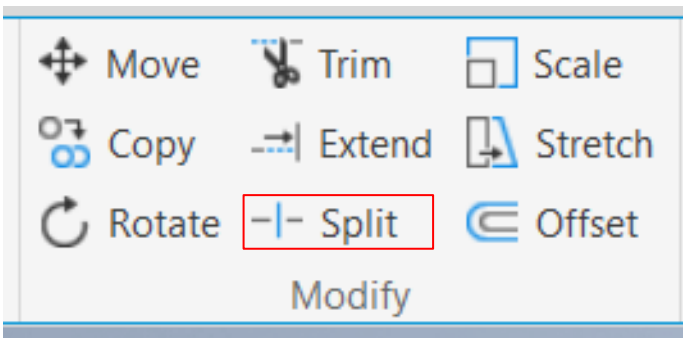 Move Trim Scale
Copy Extend Stretch
Rotate Split Offset
Modify